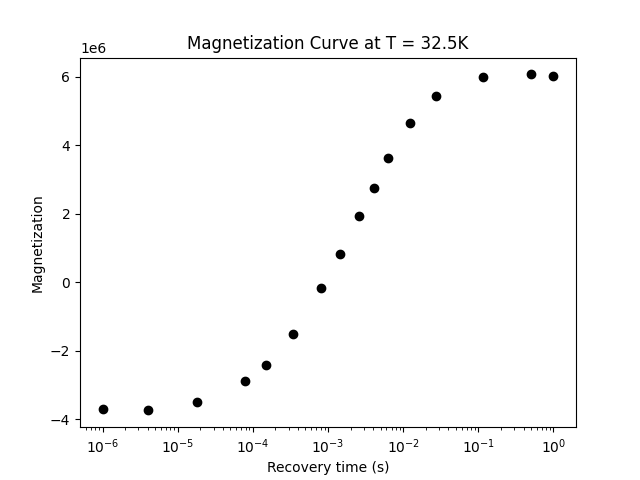 Magnetization Curve at T = 32.5K
1e6
6
4
2
0
−2
−4
Magnetization
10⁻⁶ 10⁻⁵ 10⁻⁴ 10⁻³ 10⁻² 10⁻¹ 10⁰
Recovery time (s)